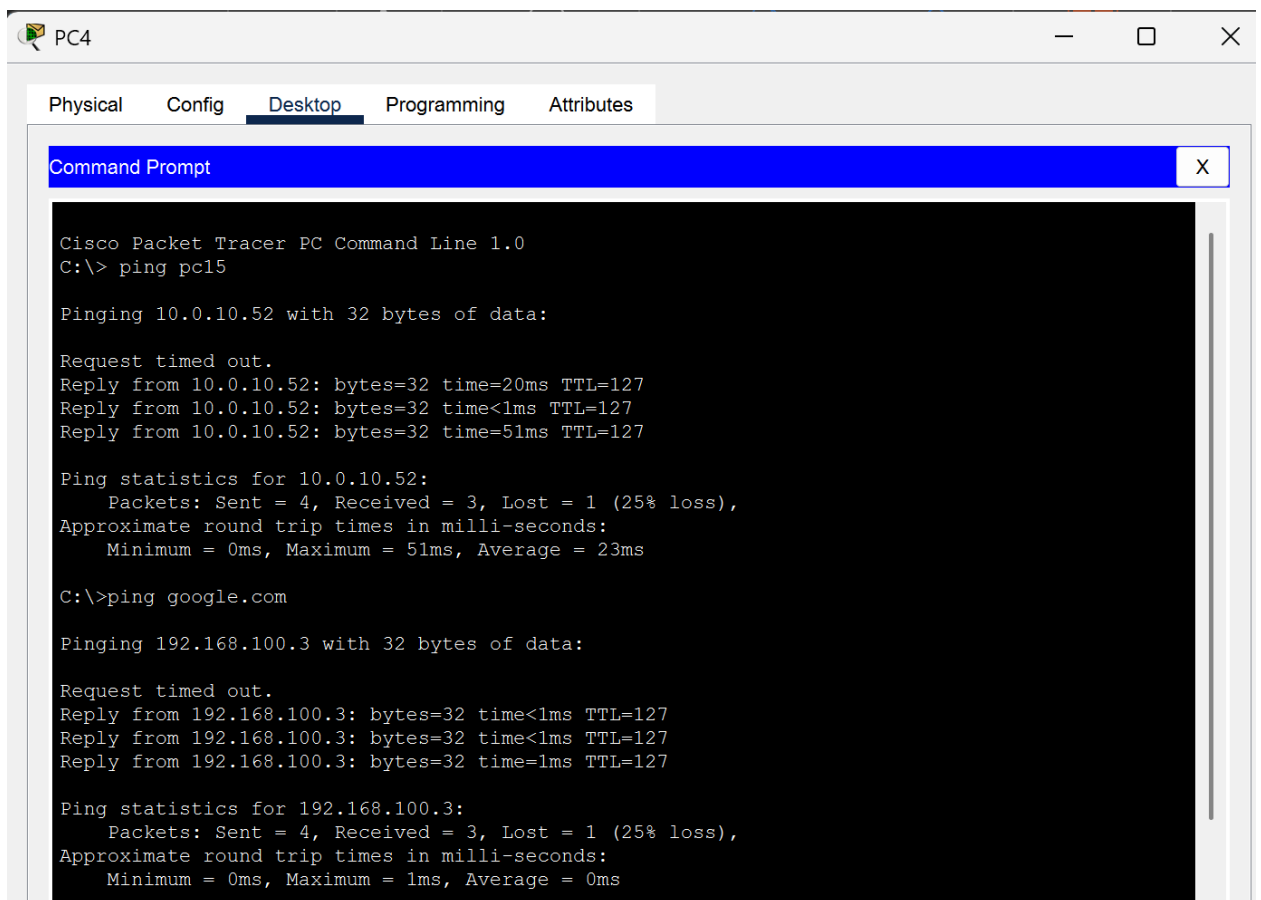 PC4
Physical Config Desktop Programming Attributes
Command Prompt
X
Cisco Packet Tracer PC Command Line 1.0
C:\> ping pc15
Pinging 10.0.10.52 with 32 bytes of data:
Request timed out.
Reply from 10.0.10.52: bytes=32 time=20ms TTL=127
Reply from 10.0.10.52: bytes=32 time<1ms TTL=127
Reply from 10.0.10.52: bytes=32 time=51ms TTL=127
Ping statistics for 10.0.10.52:
    Packets: Sent = 4, Received = 3, Lost = 1 (25% loss),
Approximate round trip times in milli-seconds:
    Minimum = 0ms, Maximum = 51ms, Average = 23ms
C:\>ping google.com
Pinging 192.168.100.3 with 32 bytes of data:
Request timed out.
Reply from 192.168.100.3: bytes=32 time<1ms TTL=127
Reply from 192.168.100.3: bytes=32 time<1ms TTL=127
Reply from 192.168.100.3: bytes=32 time=1ms TTL=127
Ping statistics for 192.168.100.3:
    Packets: Sent = 4, Received = 3, Lost = 1 (25% loss),
Approximate round trip times in milli-seconds:
    Minimum = 0ms, Maximum = 1ms, Average = 0ms